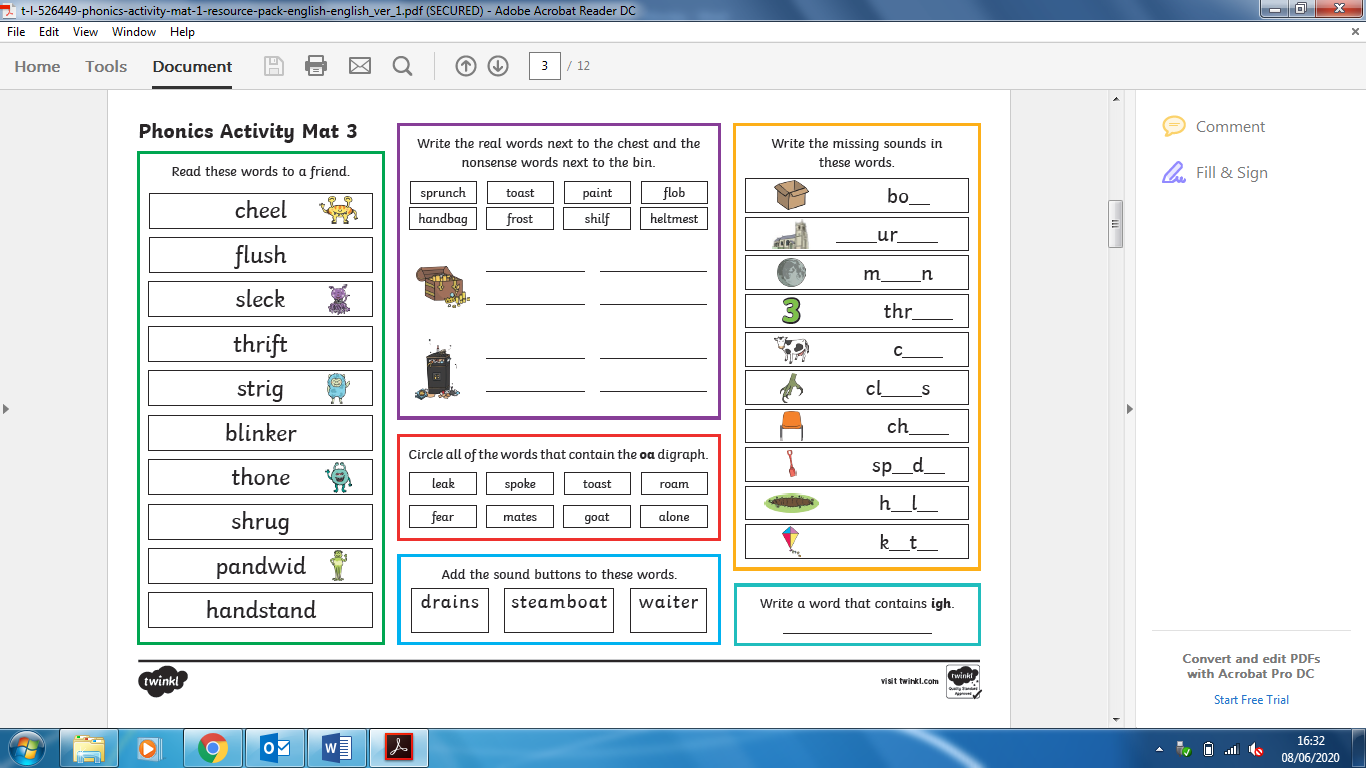 t-l-526449-phonics-activity-mat-1-resource-pack-english-english_ver_1.pdf (SECURED) - Adobe Acrobat Reader DC
File Edit View Window Help
Home Tools Document 3 / 12
Phonics Activity Mat 3
Read these words to a friend.
cheel
flush
sleck
thrift
strig
blinker
thone
shrug
pandwid
handstand
Write the real words next to the chest and the
nonsense words next to the bin.
sprunch toast paint flob
handbag frost shilf heltmest
Circle all of the words that contain the oa digraph.
leak spoke toast roam
fear mates goat alone
Add the sound buttons to these words.
drains steamboat waiter
Write the missing sounds in
these words.
bo__
____ur____
m____n
3 thr____
c____
cl____s
ch____
sp__d__
h__l__
k__t__
Write a word that contains igh.
twinkl
visit twinkl.com
twinkl
Quality Standard
Approved
Comment
Fill & Sign
Convert and edit PDFs
with Acrobat Pro DC
Start Free Trial
16:32
08/06/2020